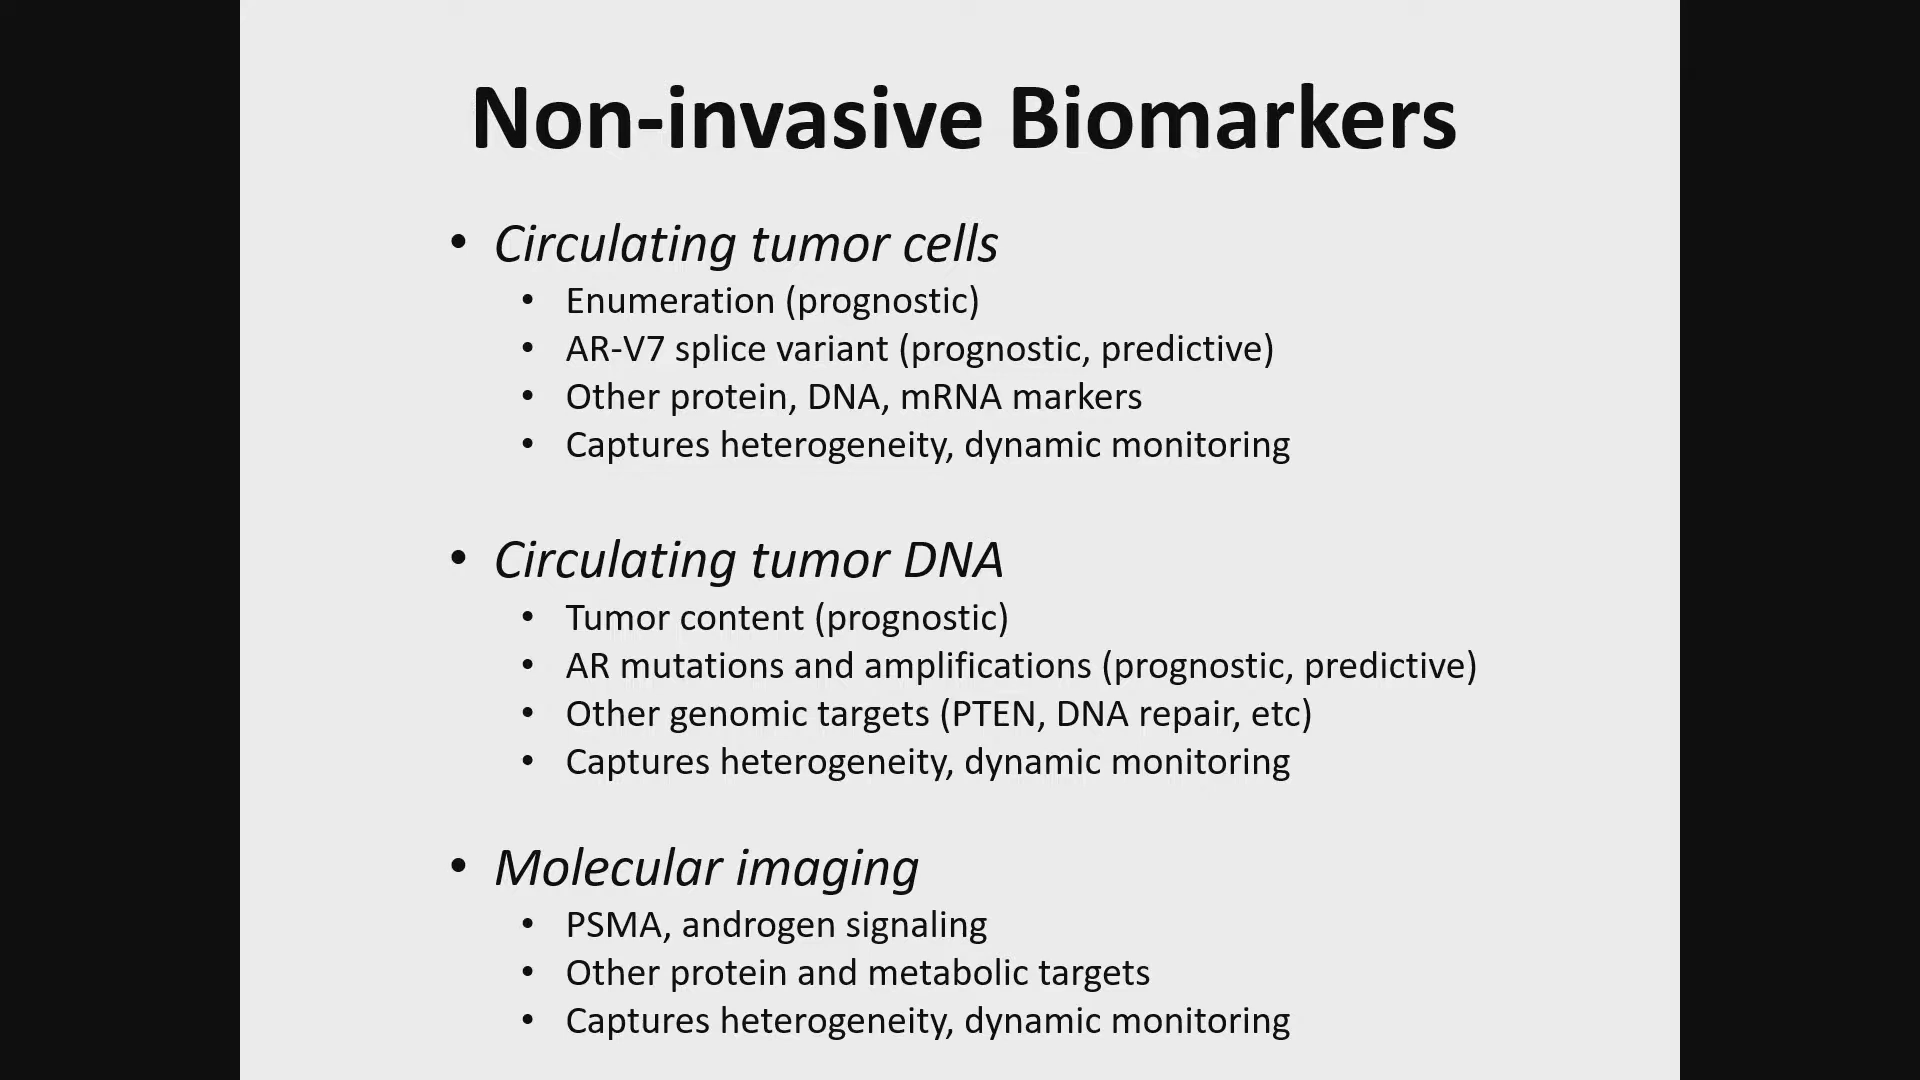 Non-invasive Biomarkers
• Circulating tumor cells
• Enumeration (prognostic)
• AR-V7 splice variant (prognostic, predictive)
• Other protein, DNA, mRNA markers
• Captures heterogeneity, dynamic monitoring
• Circulating tumor DNA
• Tumor content (prognostic)
• AR mutations and amplifications (prognostic, predictive)
• Other genomic targets (PTEN, DNA repair, etc)
• Captures heterogeneity, dynamic monitoring
• Molecular imaging
• PSMA, androgen signaling
• Other protein and metabolic targets
• Captures heterogeneity, dynamic monitoring